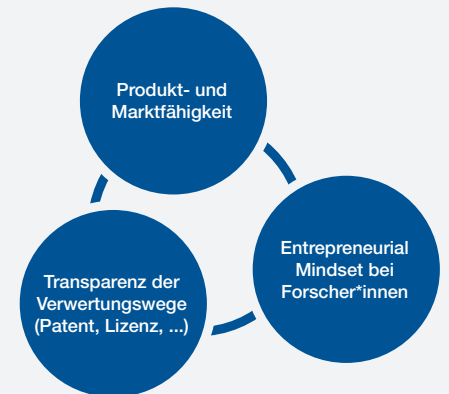 Produkt- und
Marktfähigkeit
Entrepreneurial
Mindset bei
Forscher*innen
Transparenz der
Verwertungswege
(Patent, Lizenz, ...)